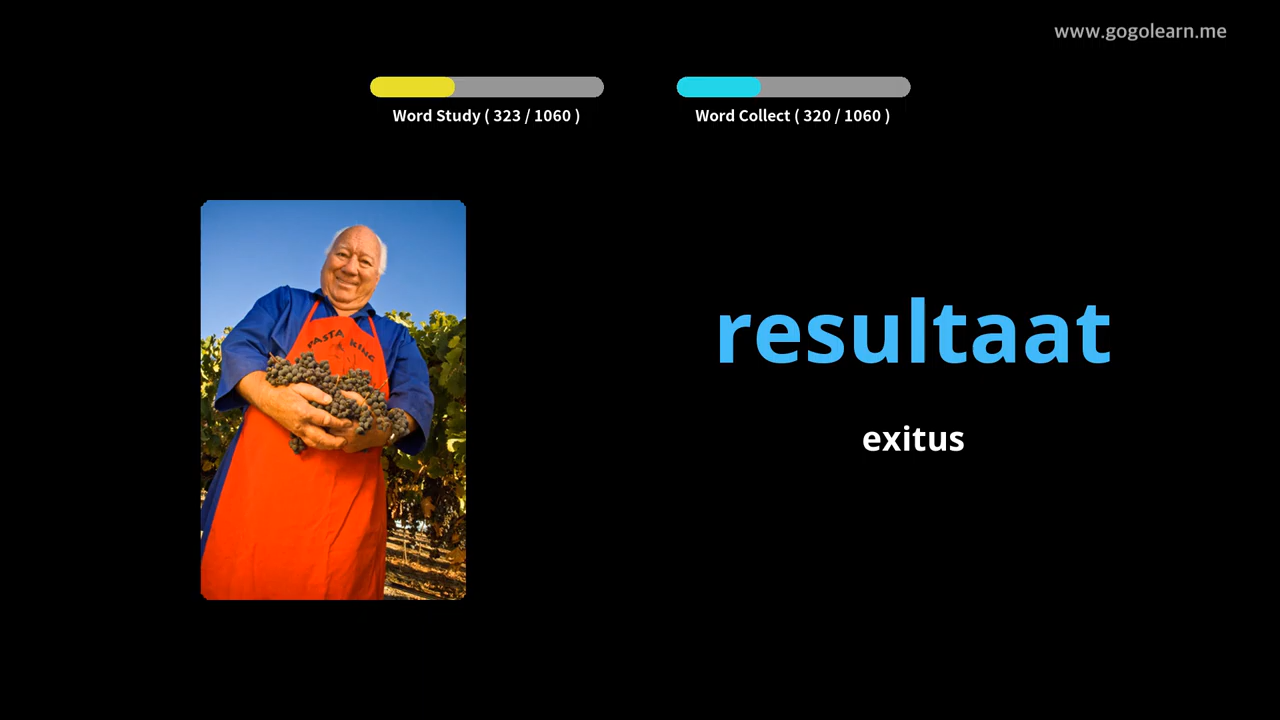 www.gogolearn.me
Word Study ( 323 / 1060 )
Word Collect ( 320 / 1060 )
PASTA KING
resultaat
exitus